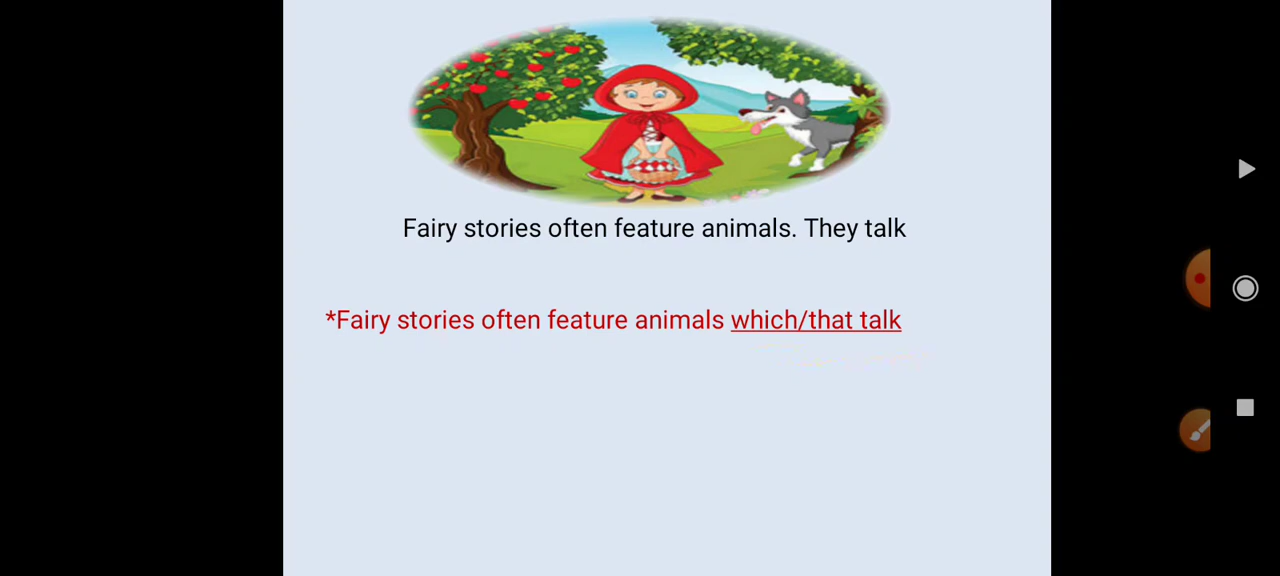 Fairy stories often feature animals. They talk
*Fairy stories often feature animals which/that talk